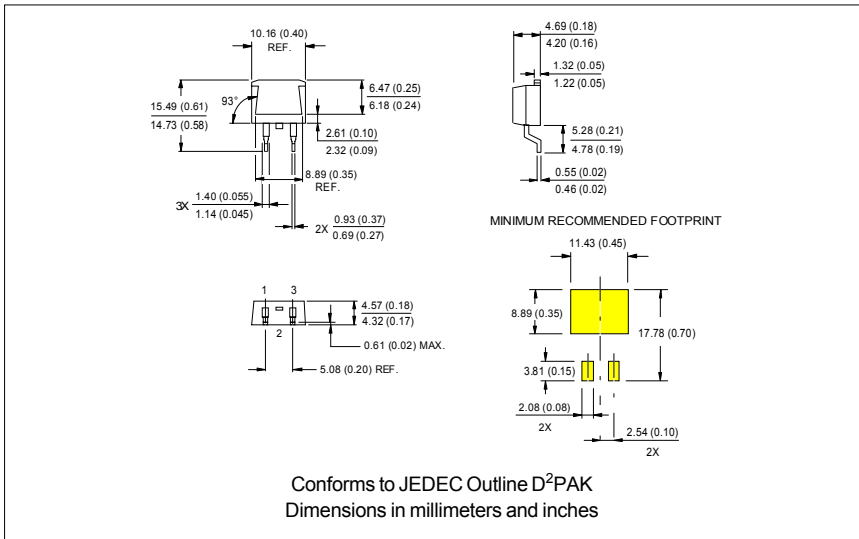 10.16 (0.40)
REF.
15.49 (0.61)
14.73 (0.58)
93°
6.47 (0.25)
6.18 (0.24)
2.61 (0.10)
2.32 (0.09)
8.89 (0.35)
REF.
3X
1.40 (0.055)
1.14 (0.045)
2X
0.93 (0.37)
0.69 (0.27)
4.69 (0.18)
4.20 (0.16)
1.32 (0.05)
1.22 (0.05)
5.28 (0.21)
4.78 (0.19)
0.55 (0.02)
0.46 (0.02)
MINIMUM RECOMMENDED FOOTPRINT
11.43 (0.45)
8.89 (0.35)
17.78 (0.70)
3.81 (0.15)
2.08 (0.08)
2X
2.54 (0.10)
2X
1 3
2
4.57 (0.18)
4.32 (0.17)
0.61 (0.02) MAX.
5.08 (0.20) REF.
Conforms to JEDEC Outline D²PAK
Dimensions in millimeters and inches